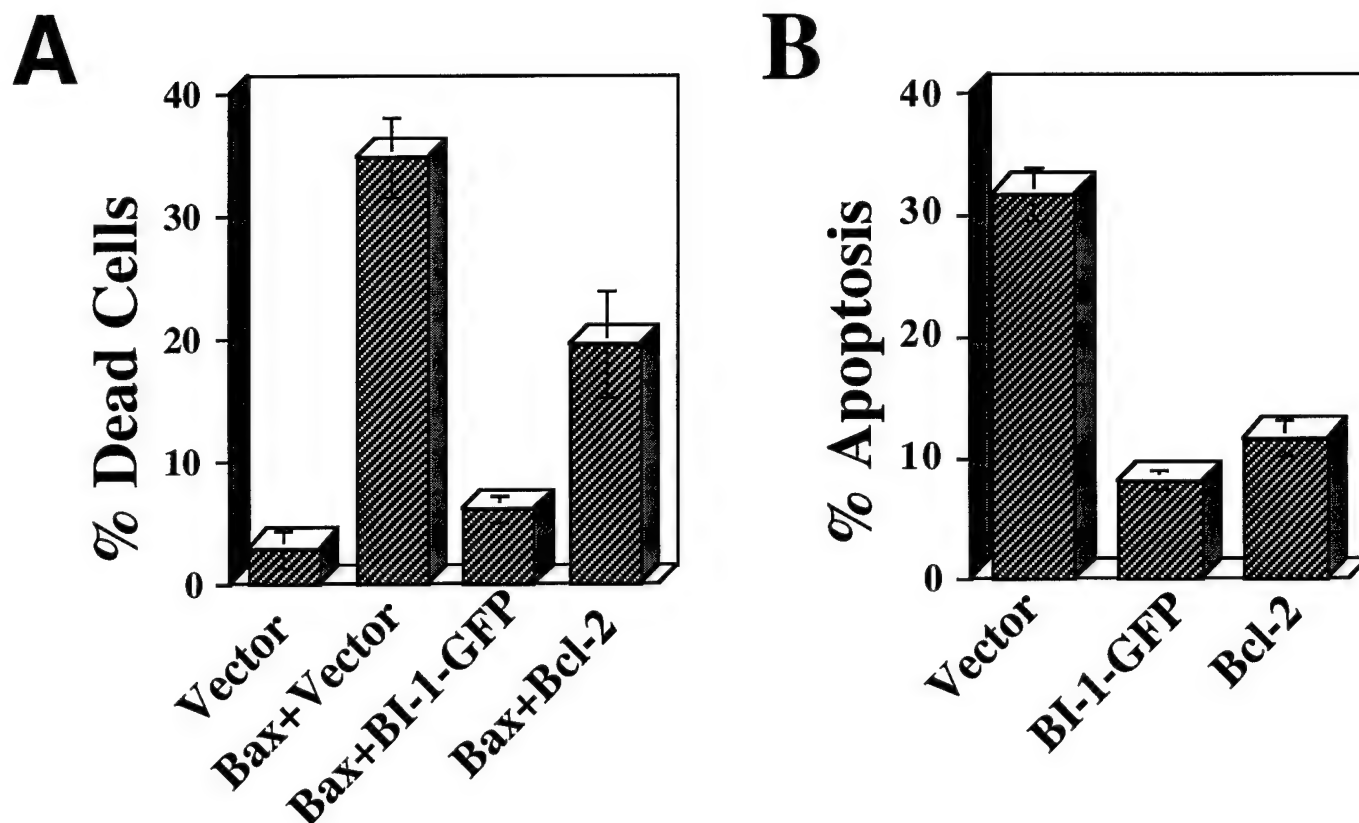 A
% Dead Cells
40
30
20
10
0
Vector
Bax+Vector
Bax+BI-1-GFP
Bax+Bcl-2
B
% Apoptosis
40
30
20
10
0
Vector
BI-1-GFP
Bcl-2